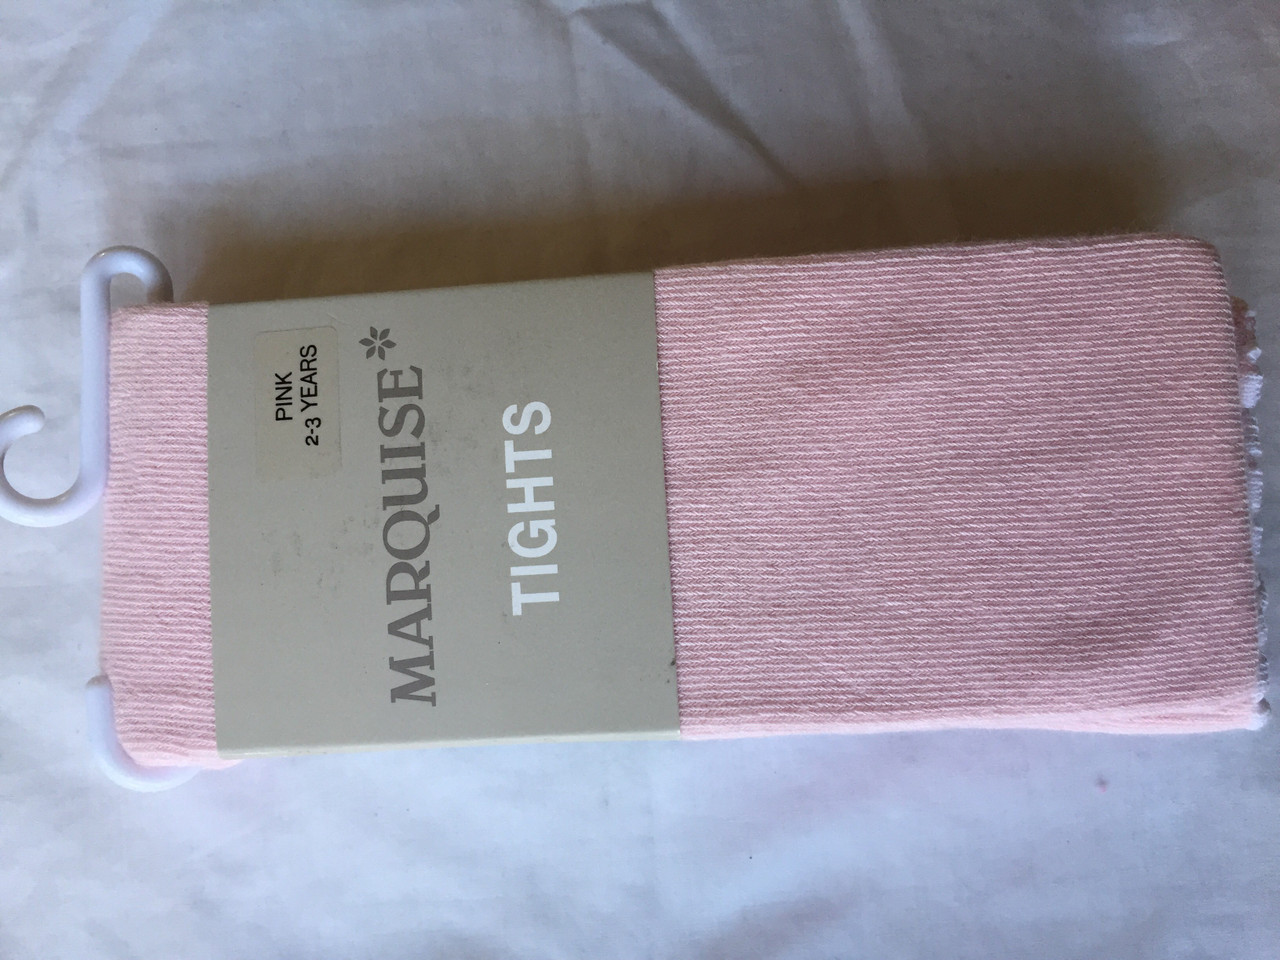 PINK
2-3 YEARS
MARQUISE
TIGHTS